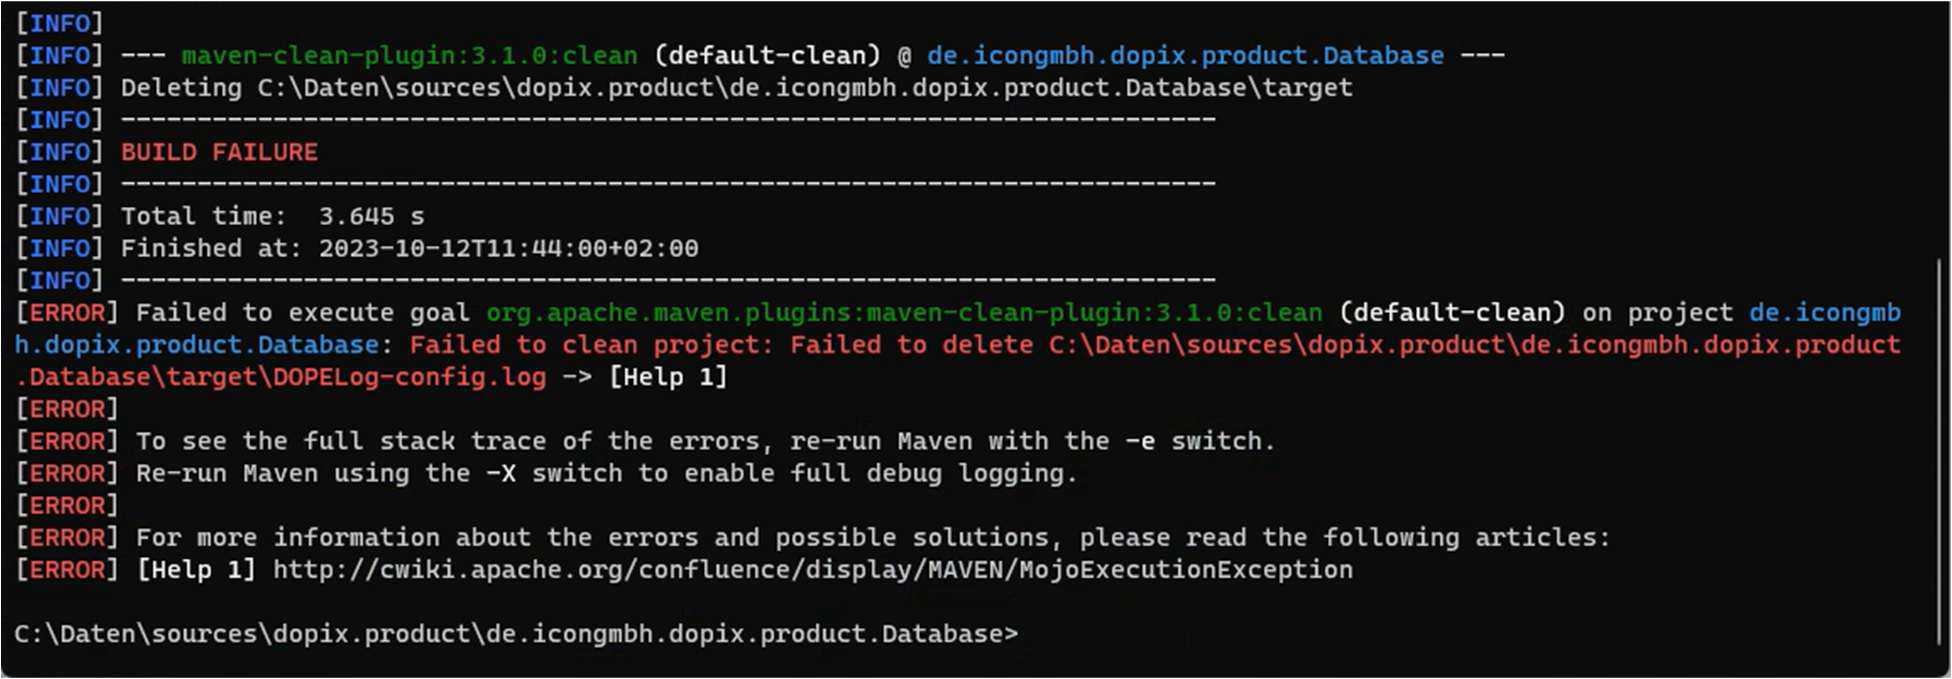 [INFO]
[INFO] --- maven-clean-plugin:3.1.0:clean (default-clean) @ de.icongmbh.dopix.product.Database ---
[INFO] Deleting C:\Daten\sources\dopix.product\de.icongmbh.dopix.product.Database\target
[INFO] ------------------------------------------------------------------------
[INFO] BUILD FAILURE
[INFO] ------------------------------------------------------------------------
[INFO] Total time:  3.645 s
[INFO] Finished at: 2023-10-12T11:44:00+02:00
[INFO] ------------------------------------------------------------------------
[ERROR] Failed to execute goal org.apache.maven.plugins:maven-clean-plugin:3.1.0:clean (default-clean) on project de.icongmb
h.dopix.product.Database: Failed to clean project: Failed to delete C:\Daten\sources\dopix.product\de.icongmbh.dopix.product
.Database\target\DOPELog-config.log -> [Help 1]
[ERROR]
[ERROR] To see the full stack trace of the errors, re-run Maven with the -e switch.
[ERROR] Re-run Maven using the -X switch to enable full debug logging.
[ERROR]
[ERROR] For more information about the errors and possible solutions, please read the following articles:
[ERROR] [Help 1] http://cwiki.apache.org/confluence/display/MAVEN/MojoExecutionException
C:\Daten\sources\dopix.product\de.icongmbh.dopix.product.Database>